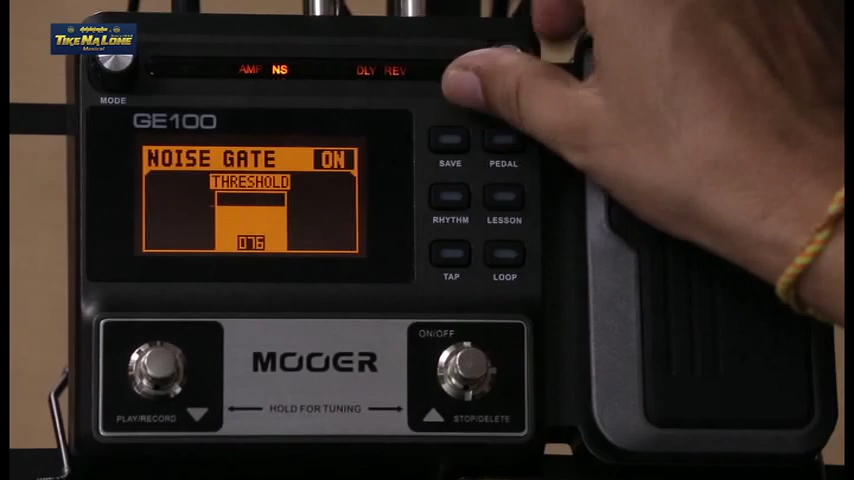 TIKE NA LONE
Musical
AMP NS DLY REV
MODE
GE100
NOISE GATE ON
THRESHOLD
076
SAVE PEDAL
RHYTHM LESSON
TAP LOOP
ON/OFF
MOOER
PLAY/RECORD HOLD FOR TUNING STOP/DELETE